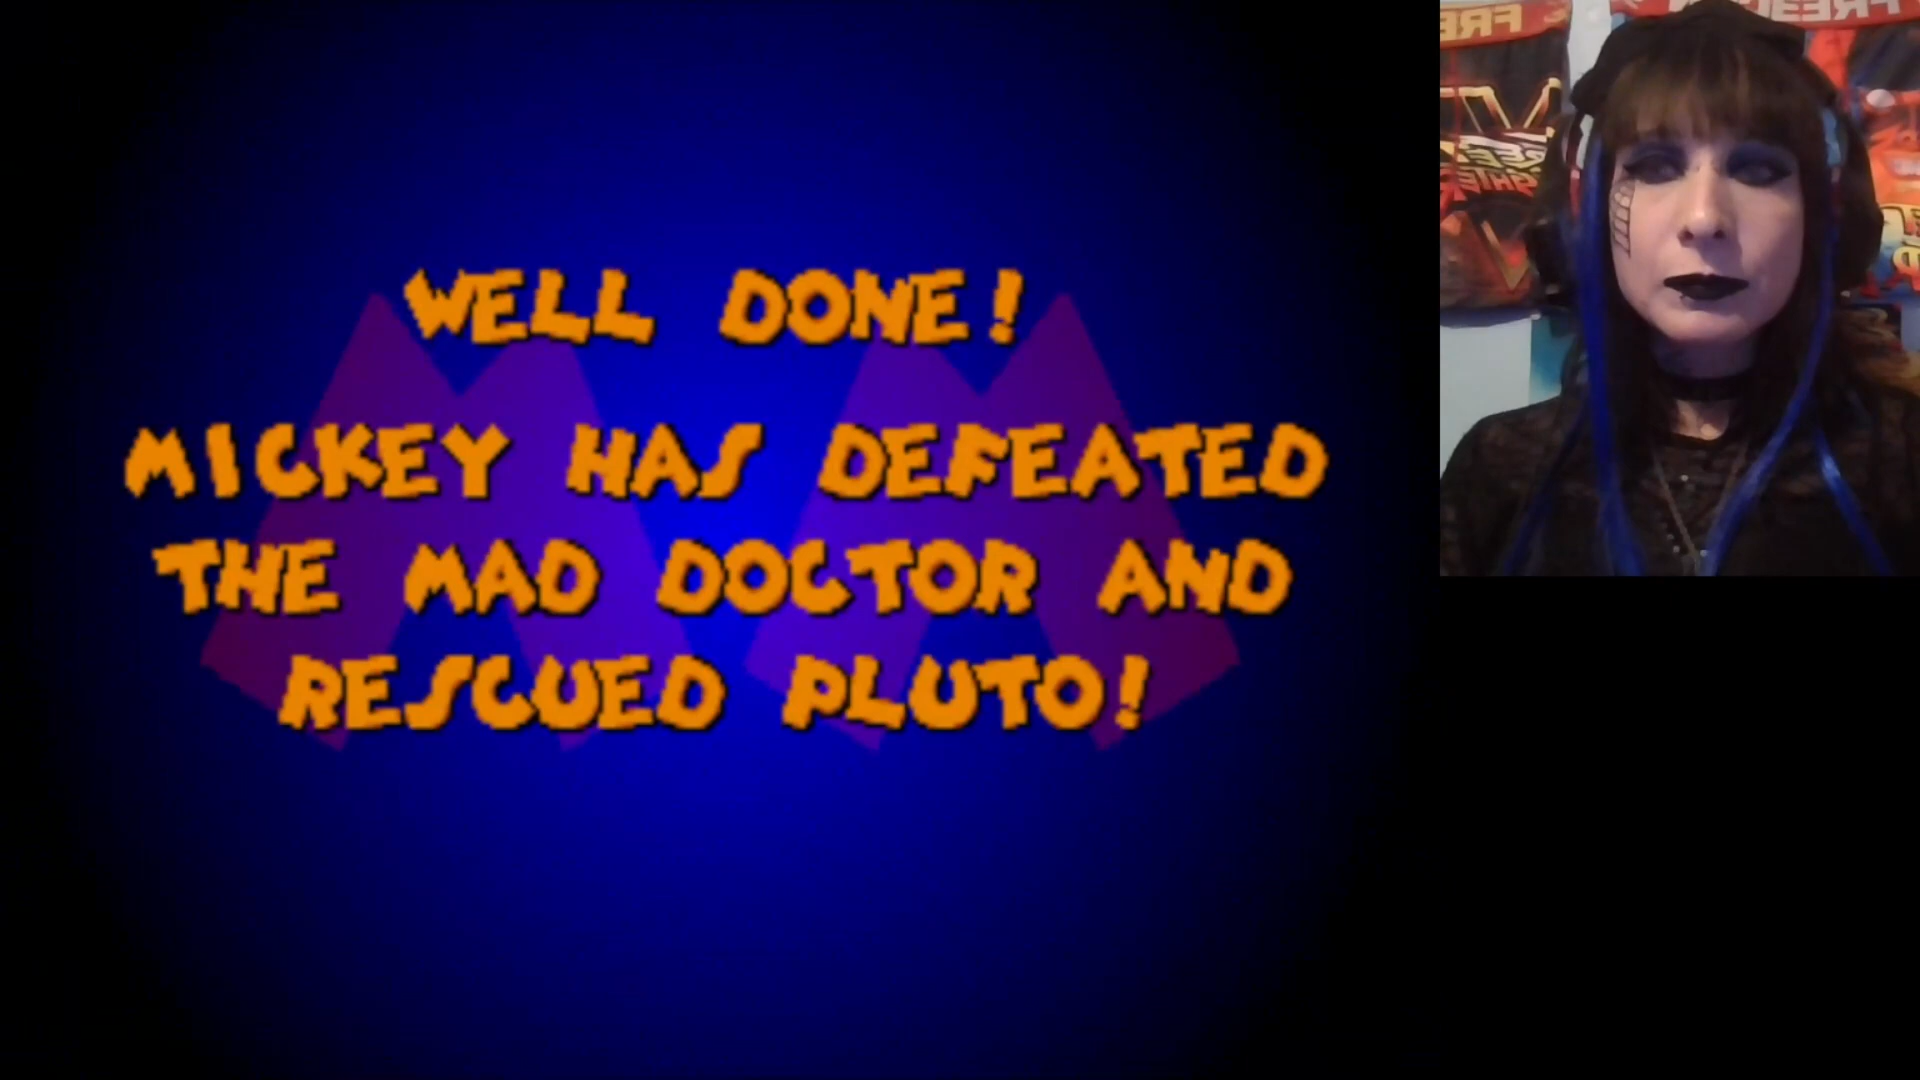 WELL DONE!
MICKEY HAS DEFEATED
THE MAD DOCTOR AND
RESCUED PLUTO!